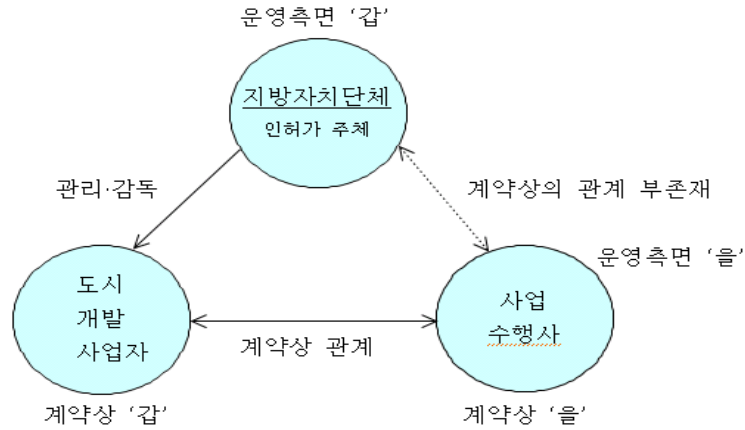 운영측면 ‘갑’
지방자치단체
인허가 주체
관리·감독
계약상의 관계 부존재
운영측면 ‘을’
도시
개발
사업자
사업
수행사
계약상 관계
계약상 ‘갑’
계약상 ‘을’